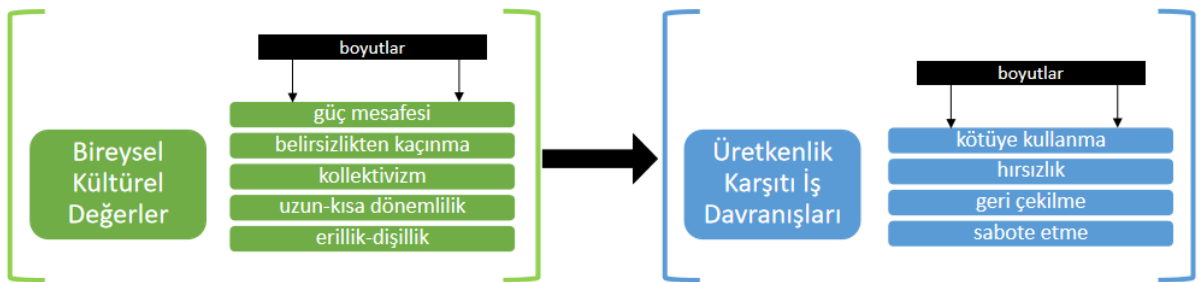 boyutlar
güç mesafesi
belirsizlikten kaçınma
kollektivizm
uzun-kısa dönemlilik
erillik-dişillik
Bireysel
Kültürel
Değerler
boyutlar
kötüye kullanma
hırsızlık
geri çekilme
sabote etme
Üretkenlik
Karşıtı İş
Davranışları